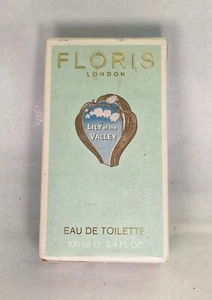 FLORIS
LONDON
LILY of the
VALLEY
EAU DE TOILETTE
100 ml ℮ 3.4 FL OZ